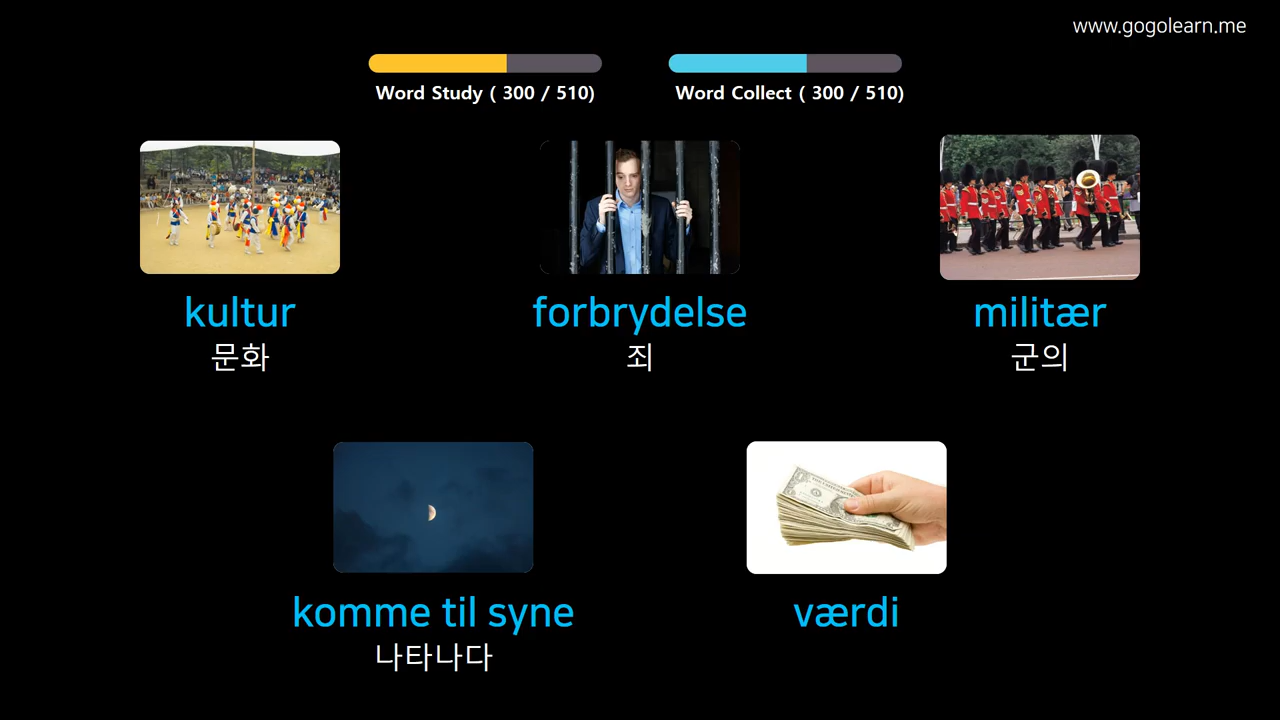 www.gogolearn.me
Word Study ( 300 / 510)
Word Collect ( 300 / 510)
kultur
문화
forbrydelse
죄
militær
군의
komme til syne
나타나다
værdi